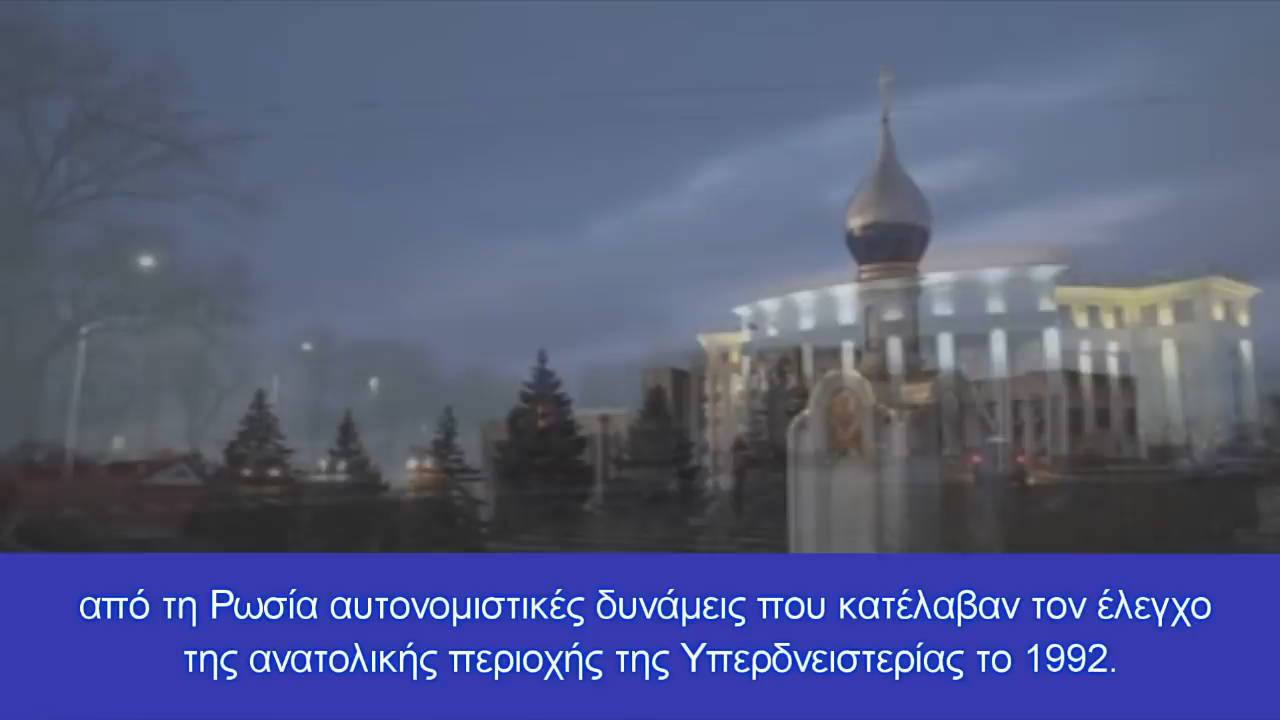 από τη Ρωσία αυτονομιστικές δυνάμεις που κατέλαβαν τον έλεγχο
της ανατολικής περιοχής της Υπερδνειστερίας το 1992.